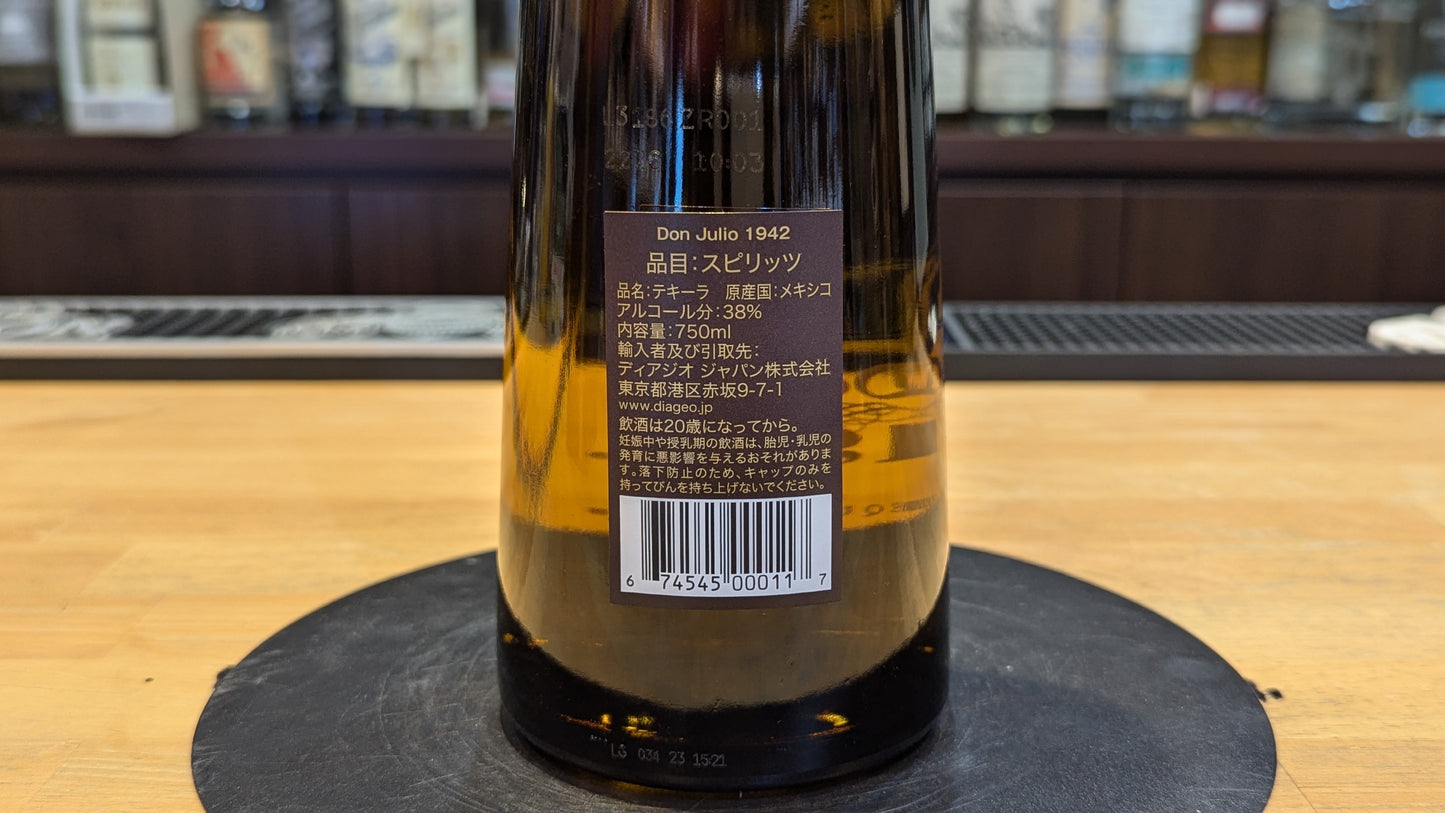 L3186ZR001
10:03
Don Julio 1942
品目：スピリッツ
品名：テキーラ　原産国：メキシコ
アルコール分：38%
内容量：750ml
輸入者及び引取先：
ディアジオ ジャパン株式会社
東京都港区赤坂9-7-1
www.diageo.jp
飲酒は20歳になってから。
妊娠中や授乳期の飲酒は、胎児・乳児の
発育に悪影響を与えるおそれがありま
す。落下防止のため、キャップのみを
持ってびんを持ち上げないでください。
6 74545 00011 7
034 23 15:21